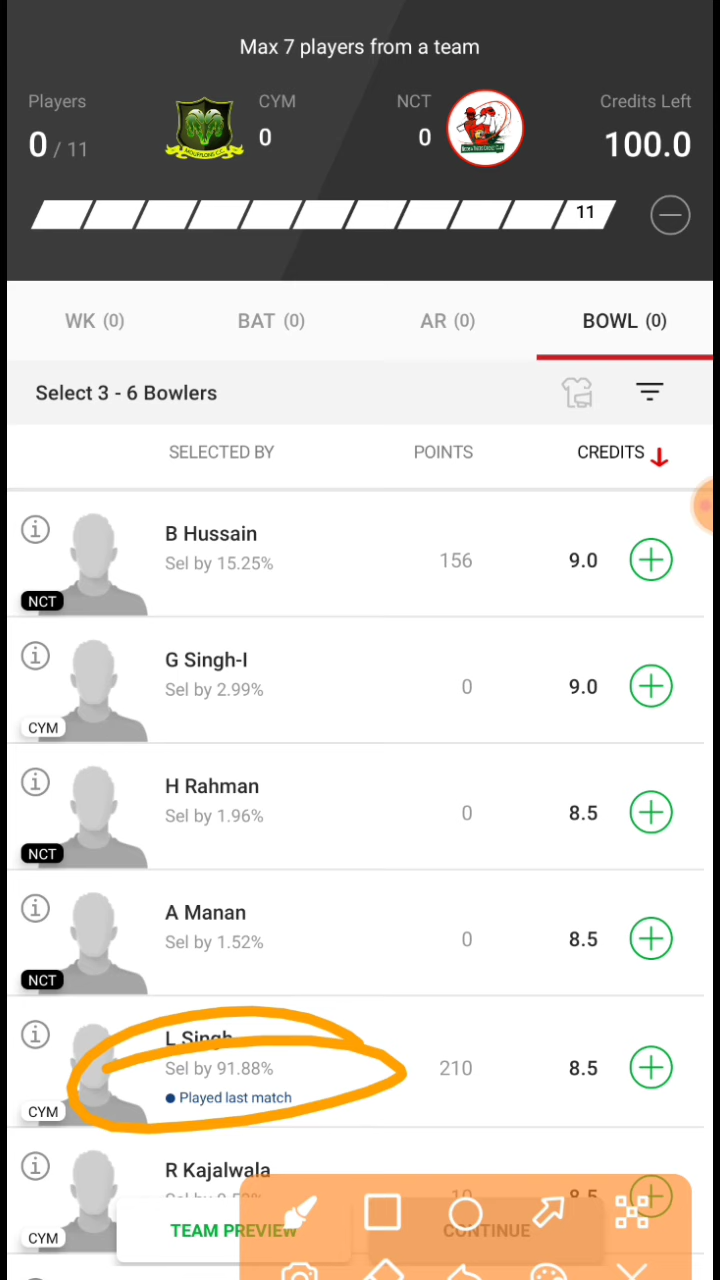 Max 7 players from a team
Players CYM NCT Credits Left
0 / 11 0 0 100.0
11
WK (0) BAT (0) AR (0) BOWL (0)
Select 3 - 6 Bowlers
SELECTED BY POINTS CREDITS
B Hussain
Sel by 15.25% 156 9.0
NCT
G Singh-I
Sel by 2.99% 0 9.0
CYM
H Rahman
Sel by 1.96% 0 8.5
NCT
A Manan
Sel by 1.52% 0 8.5
NCT
L Singh
Sel by 91.88% 210 8.5
Played last match
CYM
R Kajalwala
10 8.5
CYM
TEAM PREVIEW CONTINUE